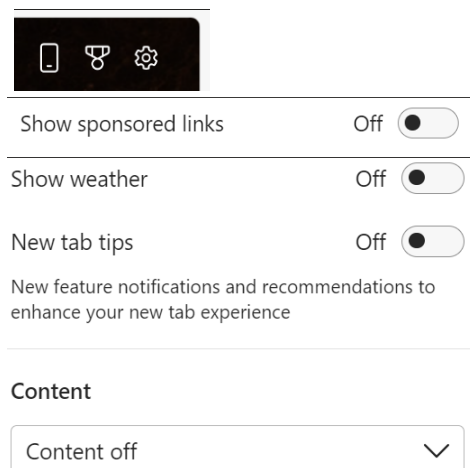 Show sponsored links Off
Show weather Off
New tab tips Off
New feature notifications and recommendations to
enhance your new tab experience
Content
Content off